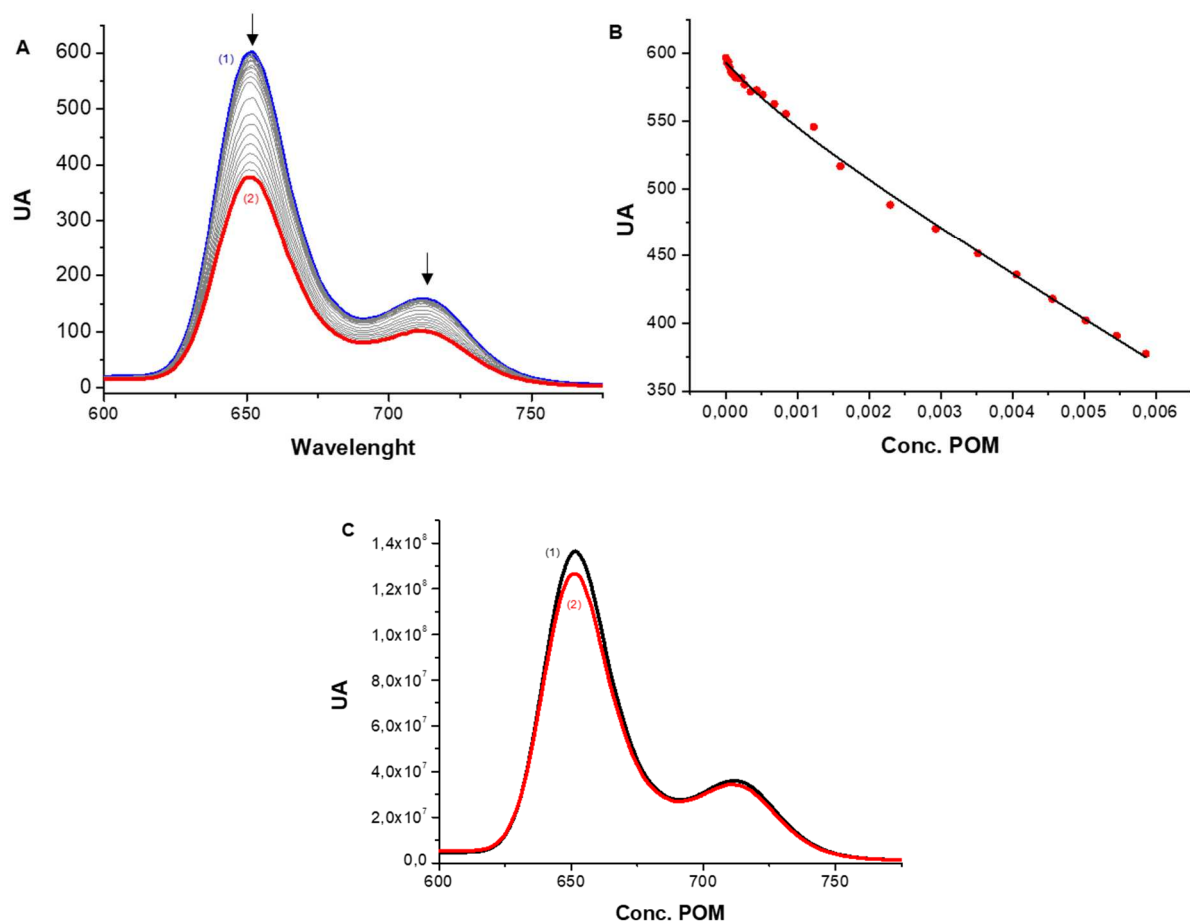 A
(1)
(2)
600
500
400
300
200
100
0
UA
600 650 700 750
Wavelenght
B
600
550
500
450
400
350
UA
0,000 0,001 0,002 0,003 0,004 0,005 0,006
Conc. POM
C
(1)
(2)
1,4x10⁸
1,2x10⁸
1,0x10⁸
8,0x10⁷
6,0x10⁷
4,0x10⁷
2,0x10⁷
0,0
UA
600 650 700 750
Conc. POM